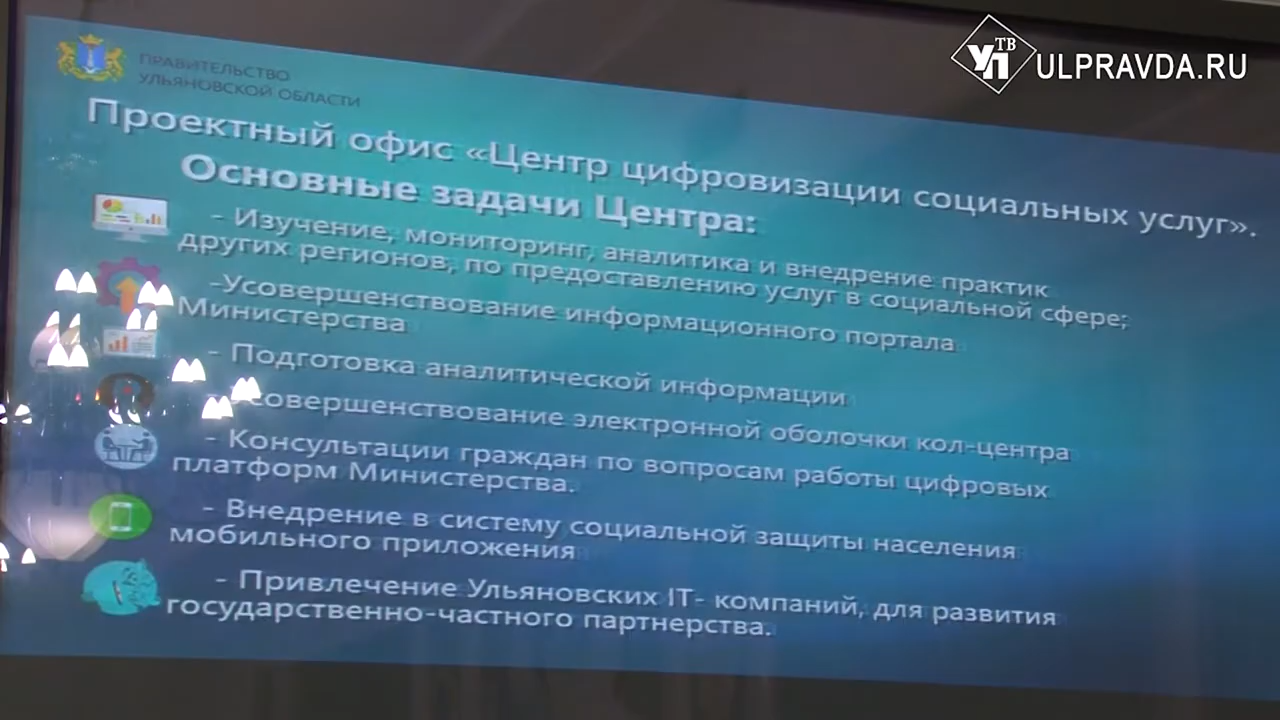 ПРАВИТЕЛЬСТВО
УЛЬЯНОВСКОЙ ОБЛАСТИ
УП ТВ
ULPRAVDA.RU
Проектный офис «Центр цифровизации социальных услуг».
Основные задачи Центра:
- Изучение, мониторинг, аналитика и внедрение практик
других регионов, по предоставлению услуг в социальной сфере;
-Усовершенствование информационного портала
Министерства
- Подготовка аналитической информации
совершенствование электронной оболочки кол-центра
- Консультации граждан по вопросам работы цифровых
платформ Министерства.
- Внедрение в систему социальной защиты населения
мобильного приложения
- Привлечение Ульяновских IT- компаний, для развития
государственно-частного партнерства.